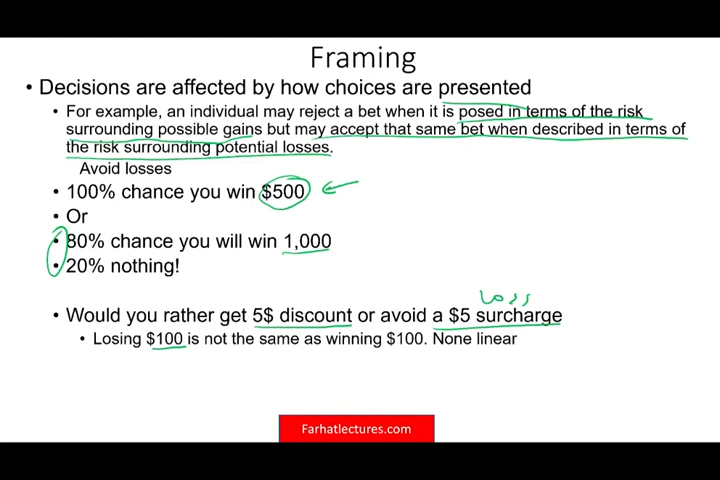 Framing
• Decisions are affected by how choices are presented
• For example, an individual may reject a bet when it is posed in terms of the risk
surrounding possible gains but may accept that same bet when described in terms of
the risk surrounding potential losses.
Avoid losses
• 100% chance you win $500
• Or
• 80% chance you will win 1,000
• 20% nothing!
loss
• Would you rather get 5$ discount or avoid a $5 surcharge
• Losing $100 is not the same as winning $100. None linear
Farhatlectures.com